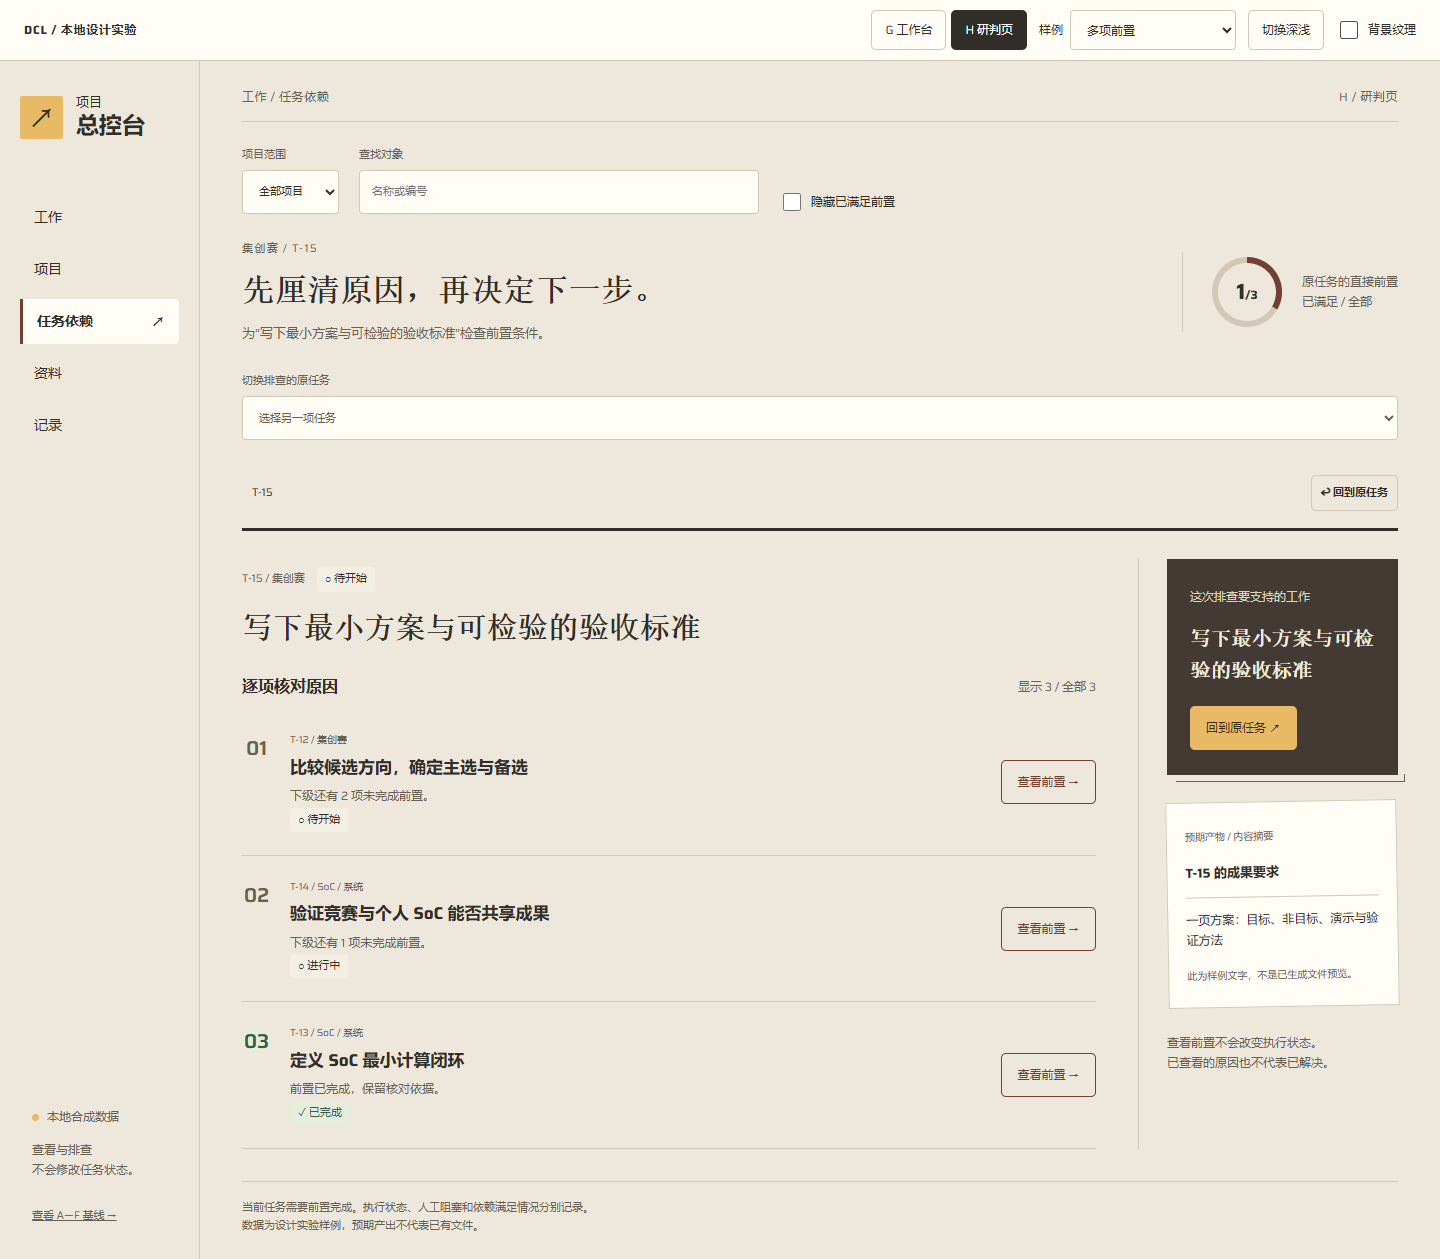 DCL / 本地设计实验
G 工作台
H 研判页
样例
多项前置
切换深浅
背景纹理
项目
总控台
工作
项目
任务依赖 ↗
资料
记录
本地合成数据
查看与排查
不会修改任务状态。
查看 A—F 基线 →
工作 / 任务依赖
H / 研判页
项目范围
查找对象
全部项目
名称或编号
隐藏已满足前置
集创赛 / T-15
先厘清原因，再决定下一步。
为"写下最小方案与可检验的验收标准"检查前置条件。
1/3
原任务的直接前置
已满足 / 全部
切换排查的原任务
选择另一项任务
T-15
↩ 回到原任务
T-15 / 集创赛
○ 待开始
写下最小方案与可检验的验收标准
逐项核对原因
显示 3 / 全部 3
01
T-12 / 集创赛
比较候选方向，确定主选与备选
下级还有 2 项未完成前置。
○ 待开始
查看前置 →
02
T-14 / SoC / 系统
验证竞赛与个人 SoC 能否共享成果
下级还有 1 项未完成前置。
○ 进行中
查看前置 →
03
T-13 / SoC / 系统
定义 SoC 最小计算闭环
前置已完成，保留核对依据。
✓ 已完成
查看前置 →
这次排查要支持的工作
写下最小方案与可检
验的验收标准
回到原任务 ↗
预期产物 / 内容摘要
T-15 的成果要求
一页方案：目标、非目标、演示与验
证方法
此为样例文字，不是已生成文件预览。
查看前置不会改变执行状态。
已查看的原因也不代表已解决。
当前任务需要前置完成。执行状态、人工阻塞和依赖满足情况分别记录。
数据为设计实验样例，预期产出不代表已有文件。